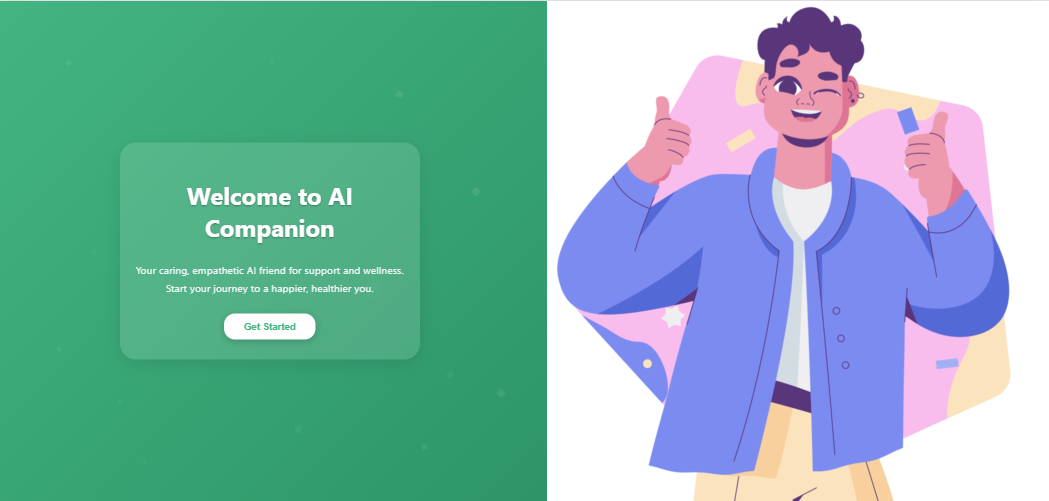 Welcome to AI
Companion
Your caring, empathetic AI friend for support and wellness.
Start your journey to a happier, healthier you.
Get Started